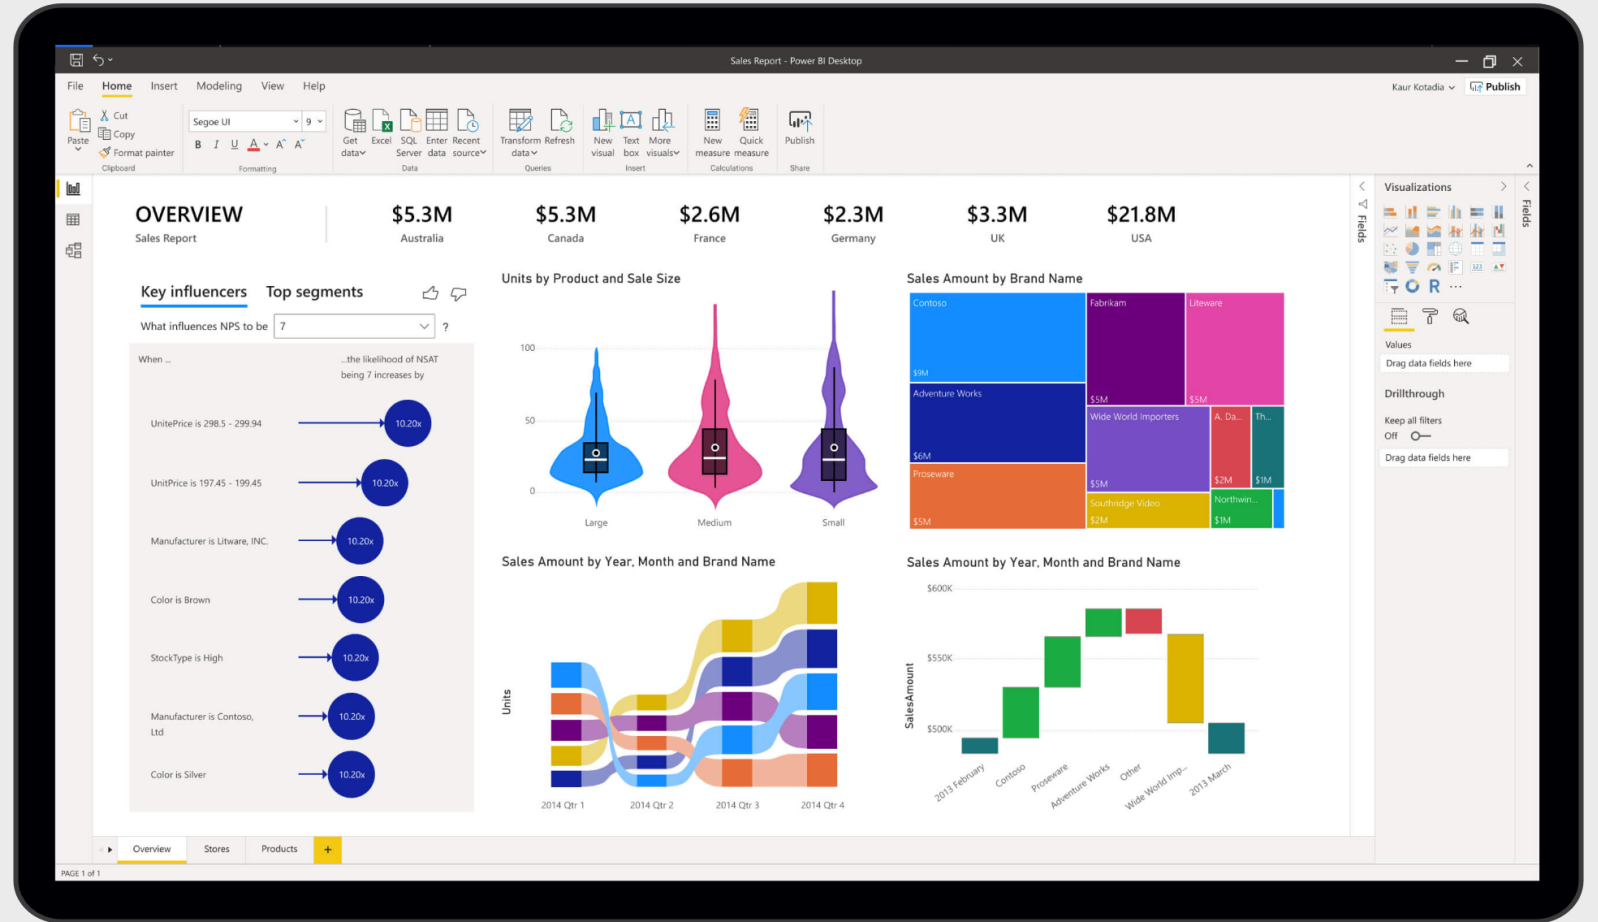 Sales Report - Power BI Desktop
File Home Insert Modeling View Help
Kaur Kotadia
Publish
Paste
Cut
Copy
Format painter
Clipboard
Segoe UI
9
B I U A A A
Formatting
Get data
Excel
SQL Server
Enter data
Recent source
Data
Transform data
Refresh
Queries
New visual
Text box
More visuals
Insert
New measure
Quick measure
Calculations
Publish
Share
OVERVIEW
Sales Report
$5.3M
Australia
$5.3M
Canada
$2.6M
France
$2.3M
Germany
$3.3M
UK
$21.8M
USA
Key influencers Top segments
What influences NPS to be 7 ?
When ...
...the likelihood of NSAT
being 7 increases by
UnitePrice is 298.5 - 299.94
10.20x
UnitPrice is 197.45 - 199.45
10.20x
Manufacturer is Litware, INC.
10.20x
Color is Brown
10.20x
StockType is High
10.20x
Manufacturer is Contoso,
Ltd
10.20x
Color is Silver
10.20x
Units by Product and Sale Size
100
50
0
Large Medium Small
Sales Amount by Brand Name
Contoso
$9M
Adventure Works
$6M
Proseware
$5M
Fabrikam
$5M
Liteware
$5M
Wide World Importers
$5M
Southridge Video
$2M
A. Da...
$2M
Th...
$1M
Northwin...
$1M
Sales Amount by Year, Month and Brand Name
Units
2014 Qtr 1 2014 Qtr 2 2014 Qtr 3 2014 Qtr 4
Sales Amount by Year, Month and Brand Name
SalesAmount
$600K
$550K
$500K
2013 February
Contoso
Proseware
Adventure Works
Other
Wide World Imp...
2013 March
Fields
Visualizations
123
R ...
Values
Drag data fields here
Drillthrough
Keep all filters
Off
Drag data fields here
Fields
Overview Stores Products +
PAGE 1 of 1